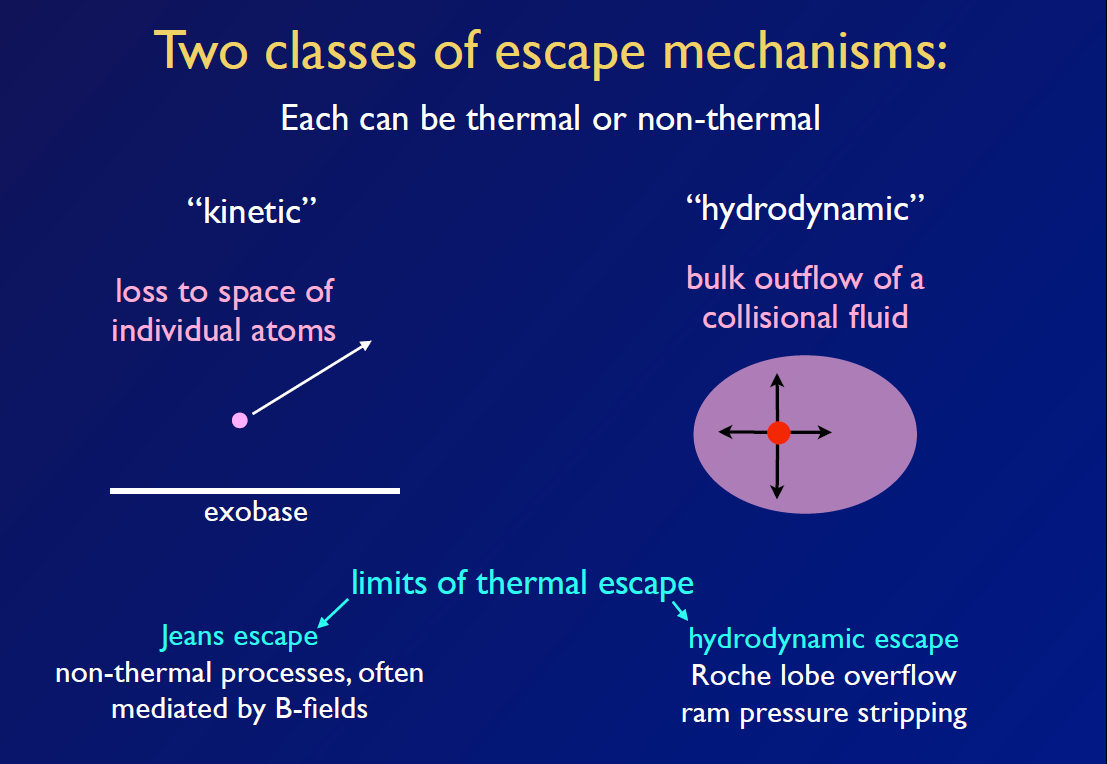 Two classes of escape mechanisms:
Each can be thermal or non-thermal
“kinetic”
loss to space of
individual atoms
exobase
“hydrodynamic”
bulk outflow of a
collisional fluid
limits of thermal escape
Jeans escape
non-thermal processes, often
mediated by B-fields
hydrodynamic escape
Roche lobe overflow
ram pressure stripping